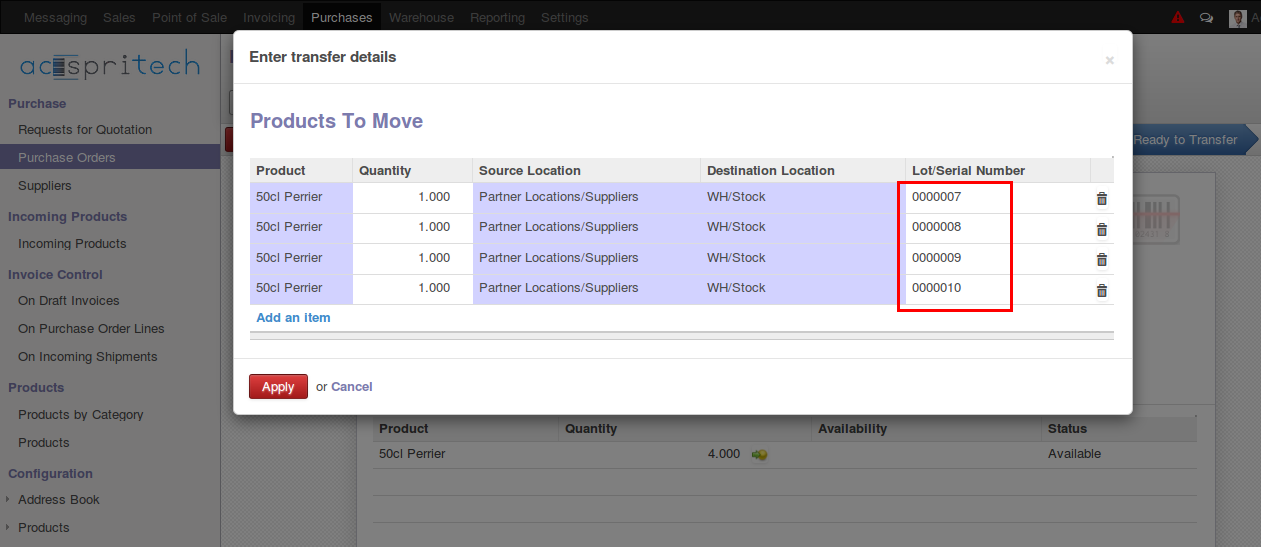 Messaging Sales Point of Sale Invoicing Purchases Warehouse Reporting Settings
acespritech
Purchase
Requests for Quotation
Purchase Orders
Suppliers
Incoming Products
Incoming Products
Invoice Control
On Draft Invoices
On Purchase Order Lines
On Incoming Shipments
Products
Products by Category
Products
Configuration
Address Book
Products
Enter transfer details ×
Products To Move
Product Quantity Source Location Destination Location Lot/Serial Number
50cl Perrier 1.000 Partner Locations/Suppliers WH/Stock 0000007
50cl Perrier 1.000 Partner Locations/Suppliers WH/Stock 0000008
50cl Perrier 1.000 Partner Locations/Suppliers WH/Stock 0000009
50cl Perrier 1.000 Partner Locations/Suppliers WH/Stock 0000010
Add an item
Apply or Cancel
Ready to Transfer
Product Quantity Availability Status
50cl Perrier 4.000 Available